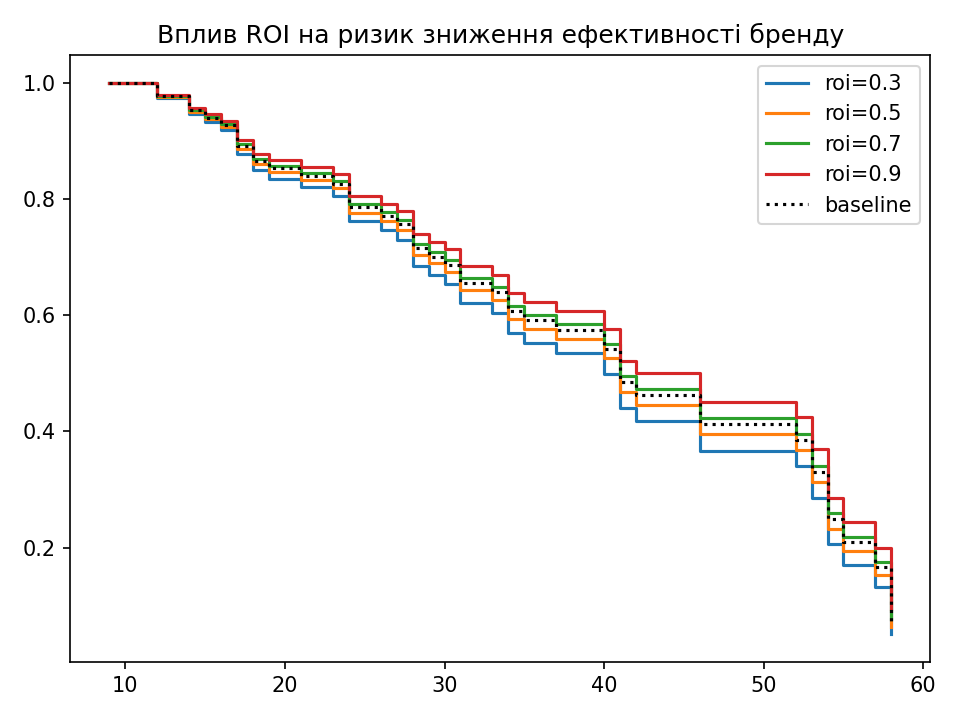 Вплив ROI на ризик зниження ефективності бренду
roi=0.3
roi=0.5
roi=0.7
roi=0.9
baseline
1.0
0.8
0.6
0.4
0.2
10 20 30 40 50 60